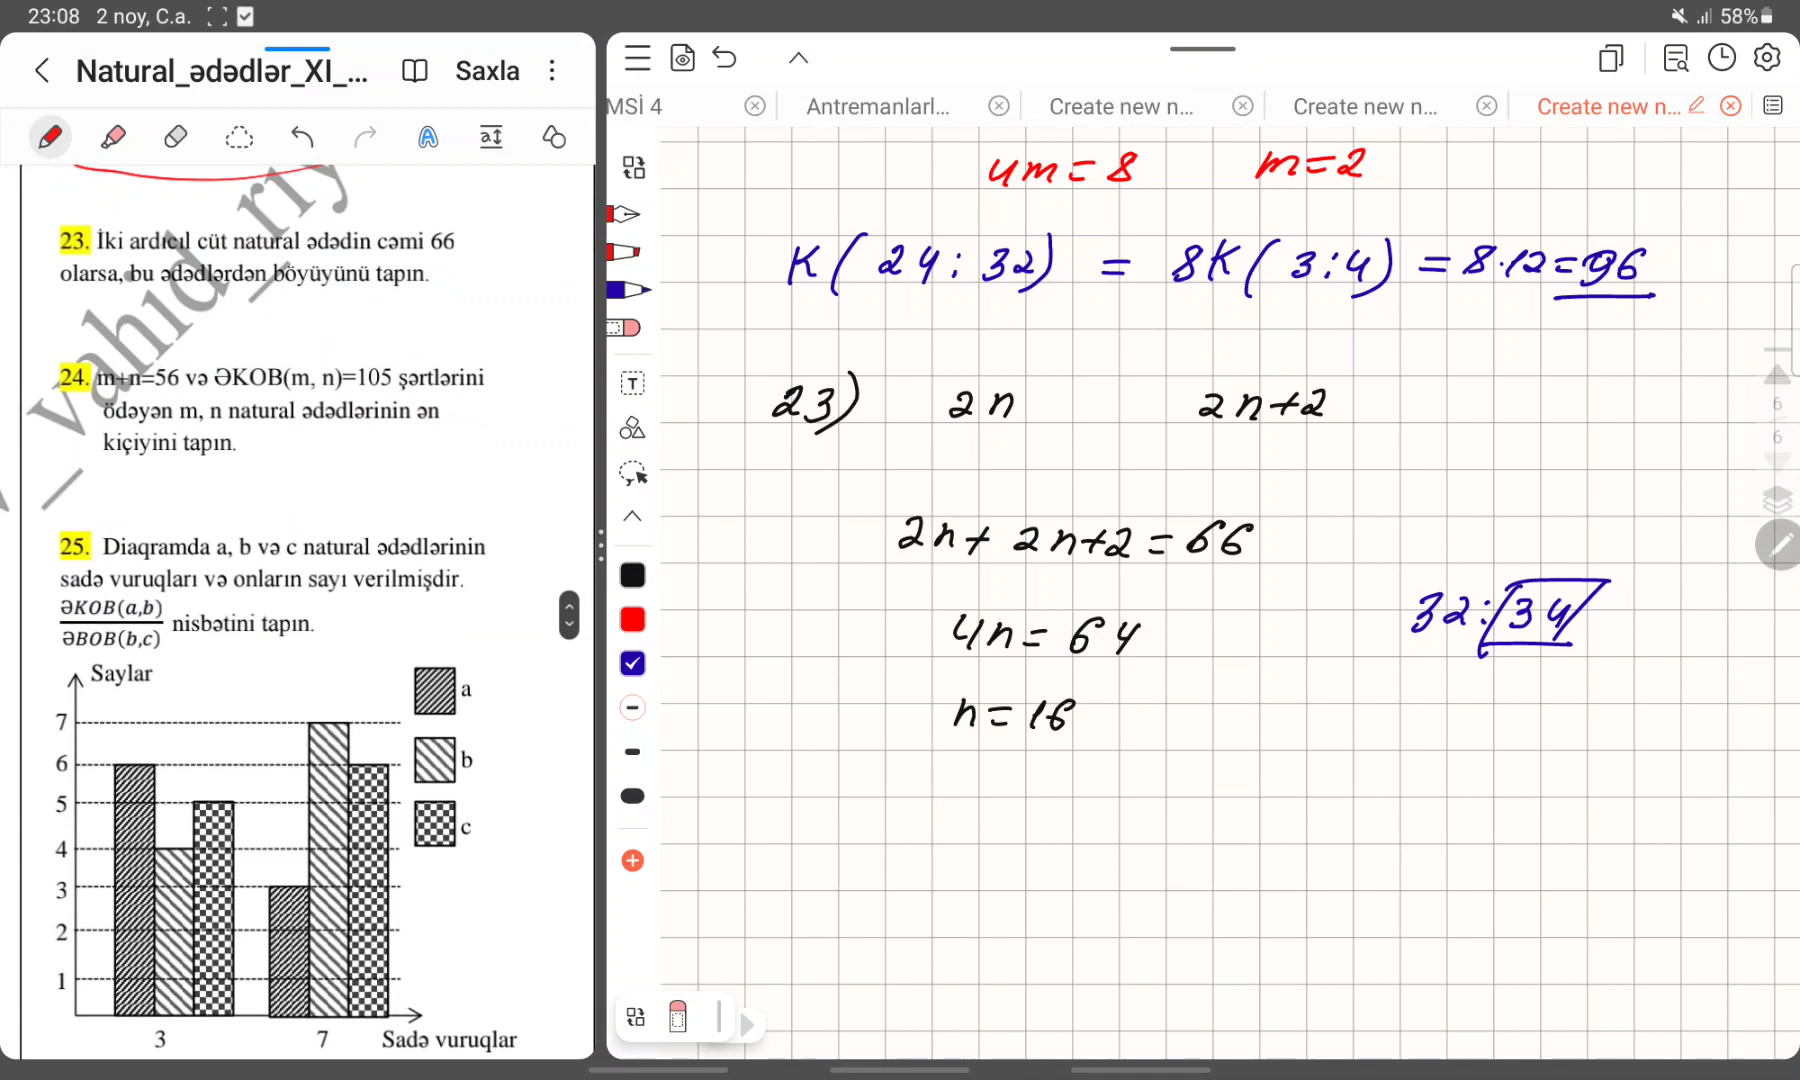 23:08 2 noy, C.a.
58%
Natural_ədədlər_XI_...
Saxla
23. İki ardıcıl cüt natural ədədin cəmi 66
olarsa, bu ədədlərdən böyüyünü tapın.
24. m+n=56 və ƏKOB(m, n)=105 şərtlərini
ödəyən m, n natural ədədlərinin ən
kiçiyini tapın.
25. Diaqramda a, b və c natural ədədlərinin
sadə vuruqları və onların sayı verilmişdir.
ƏKOB(a,b)
ƏBOB(b,c)
nisbətini tapın.
Saylar
a
b
c
7
6
5
4
3
2
1
3 7 Sadə vuruqlar
vahid_riy
MSİ 4
Antremanlarl...
Create new n...
Create new n...
Create new n...
4m = 8 m = 2
K(24; 32) = 8K(3; 4) = 8·12 = 96
23) 2n 2n+2
2n + 2n+2 = 66
4n = 64
n = 16
32; 34
T
6
6